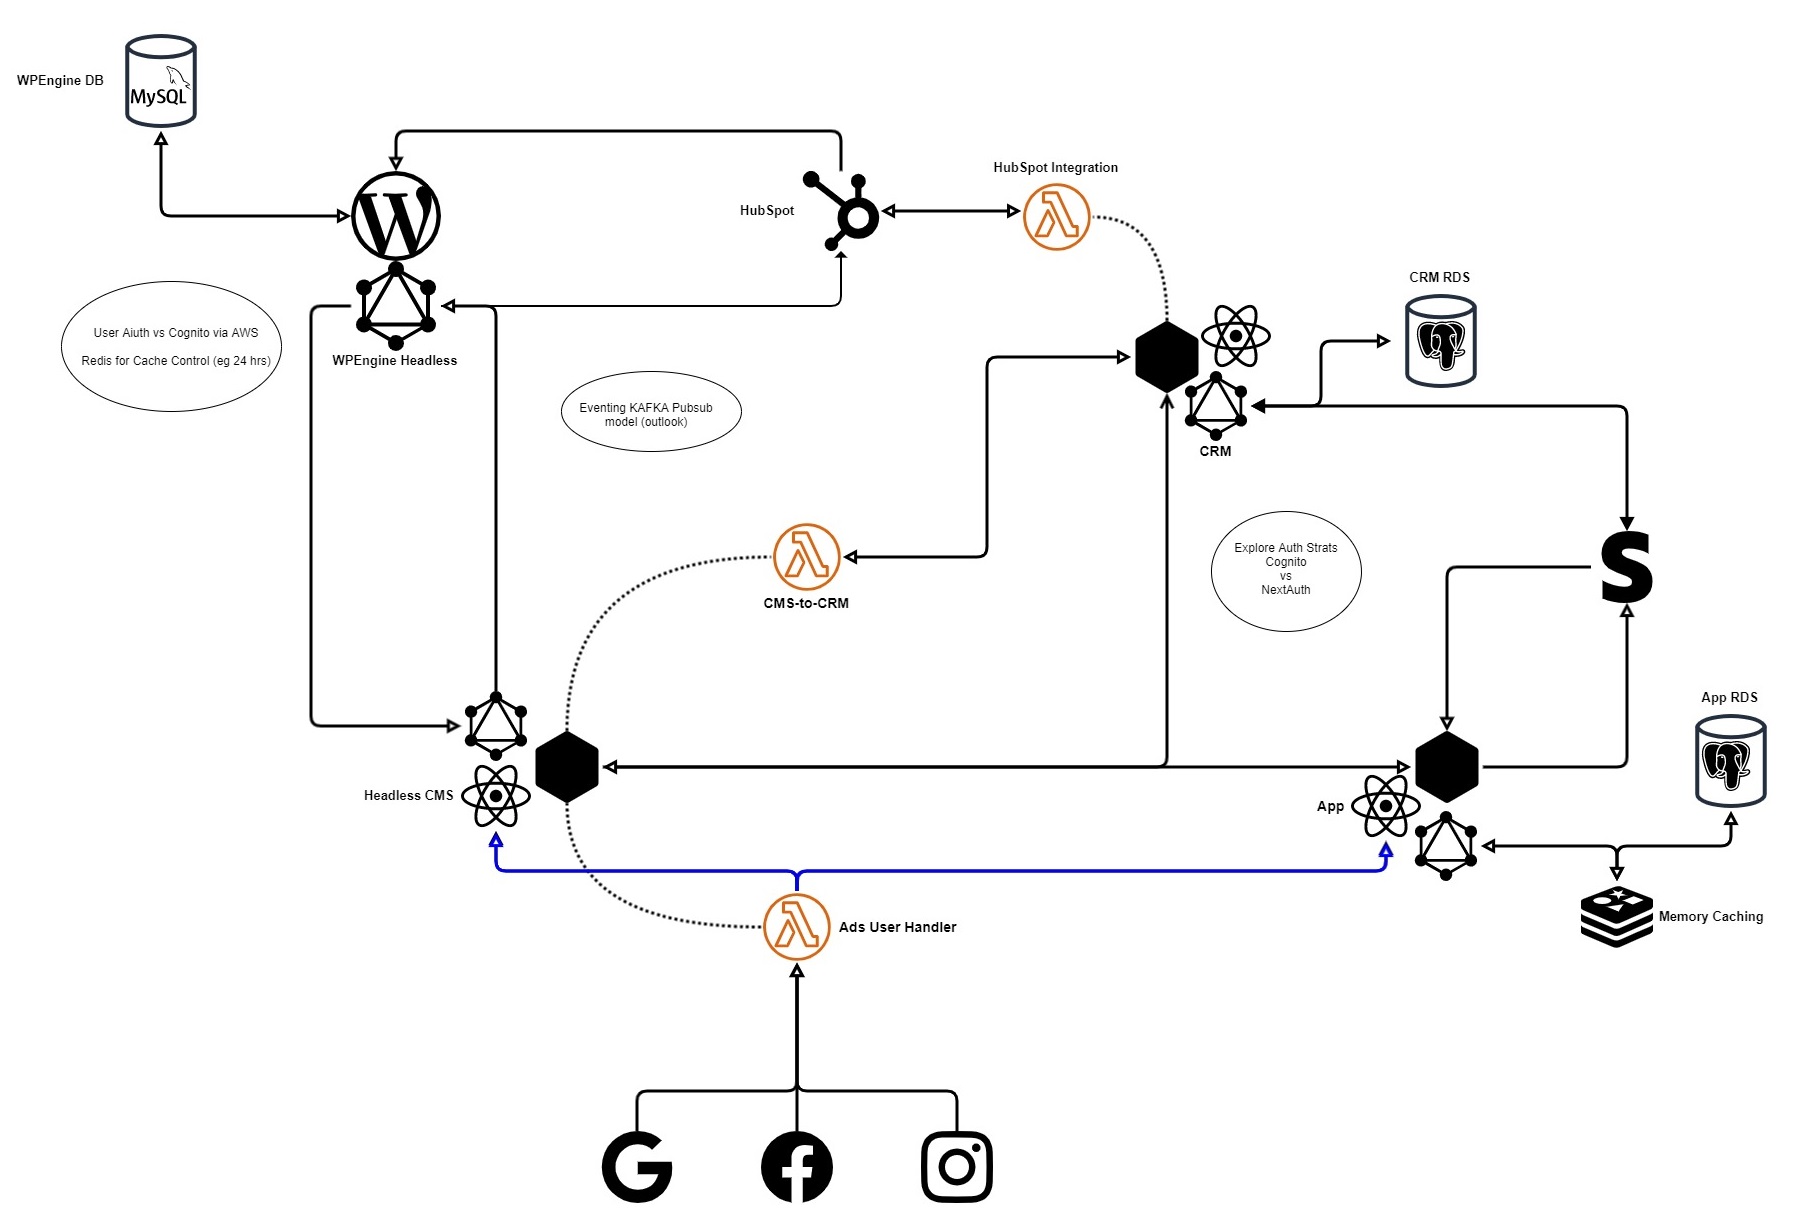 WPEngine DB
MySQL
HubSpot Integration
HubSpot
CRM RDS
User Aiuth vs Cognito via AWS
Redis for Cache Control (eg 24 hrs)
WPEngine Headless
Eventing KAFKA Pubsub
model (outlook)
CRM
Explore Auth Strats
Cognito
vs
NextAuth
CMS-to-CRM
App RDS
Headless CMS
App
Memory Caching
Ads User Handler